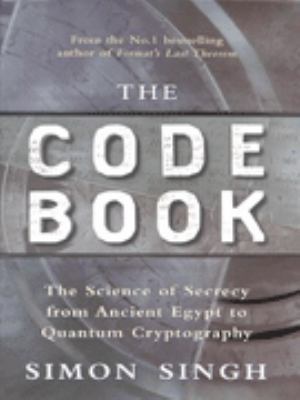 From the No.1 bestselling
author of Fermat's Last Theorem
THE
CODE
BOOK
The Science of Secrecy
from Ancient Egypt to
Quantum Cryptography
SIMON SINGH